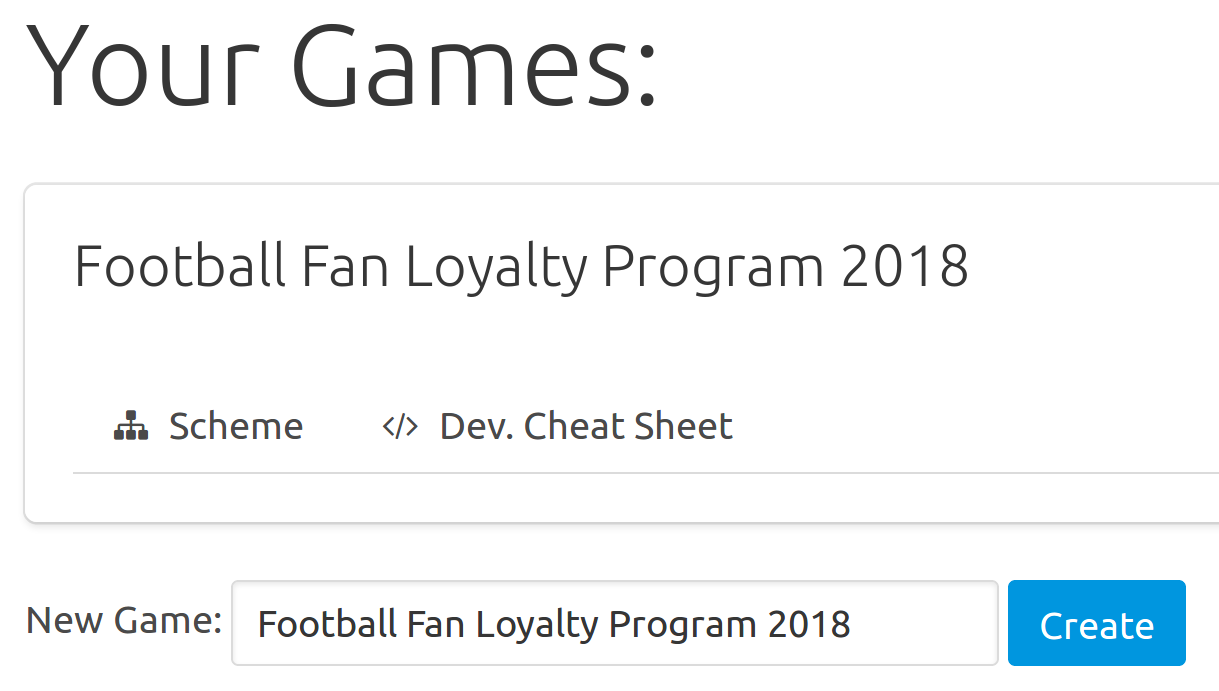 Your Games:
Football Fan Loyalty Program 2018
Scheme </> Dev. Cheat Sheet
New Game: Football Fan Loyalty Program 2018 Create